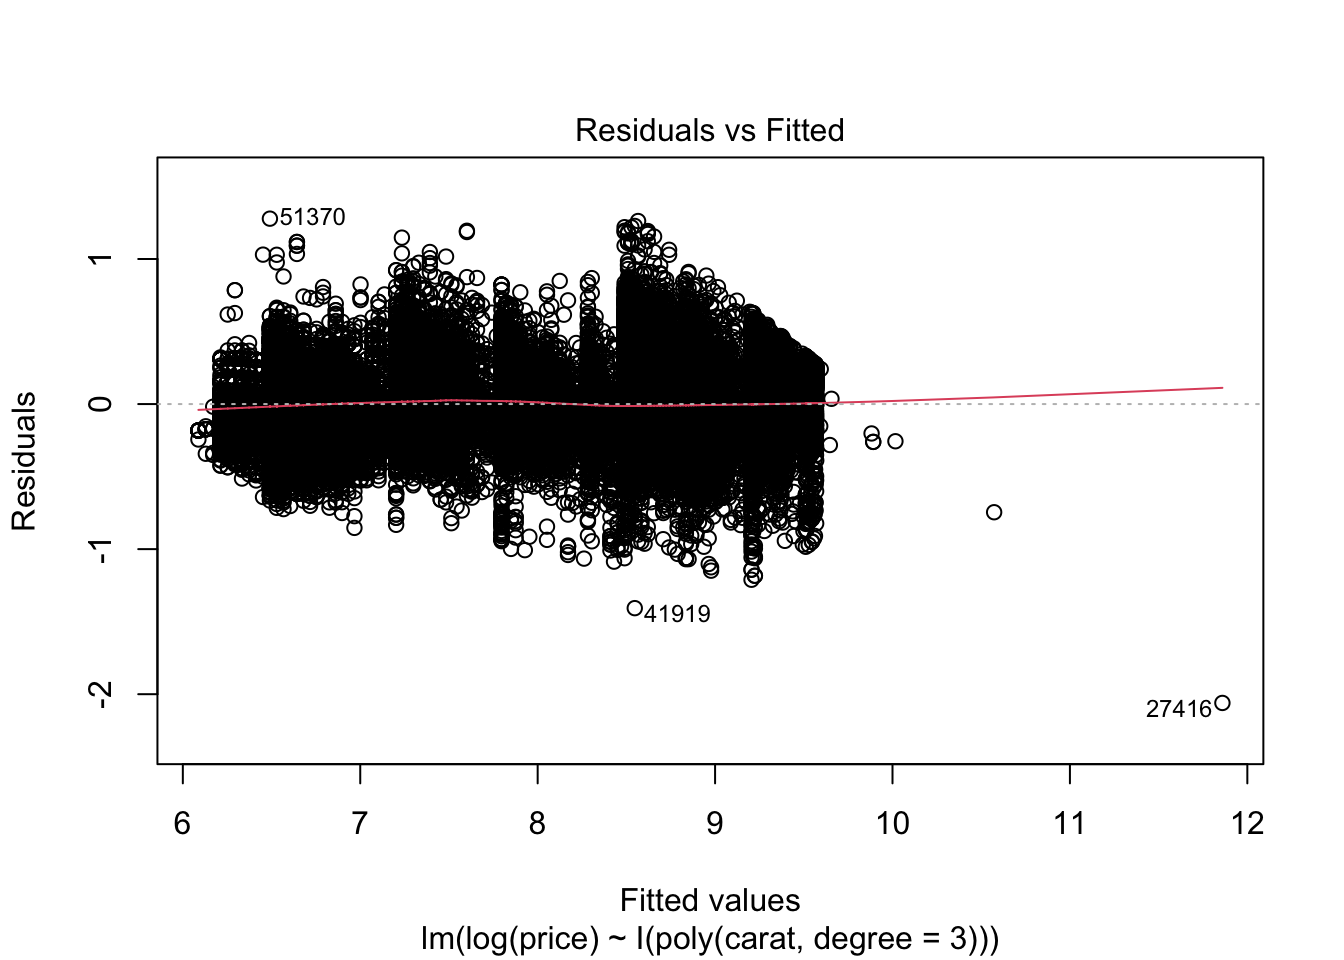 Residuals vs Fitted
51370
1
0
Residuals
-1
41919
-2
27416
6 7 8 9 10 11 12
Fitted values
lm(log(price) ~ I(poly(carat, degree = 3)))